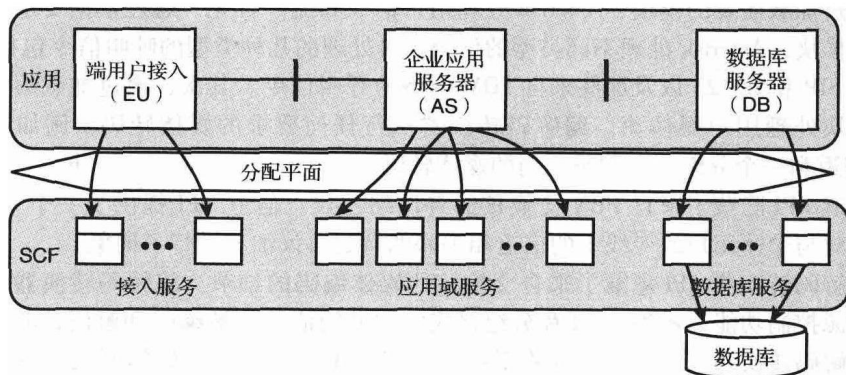 应用
端用户接入
（EU）
企业应用
服务器
（AS）
数据库
服务器
（DB）
分配平面
SCF
接入服务
应用域服务
数据库服务
数据库